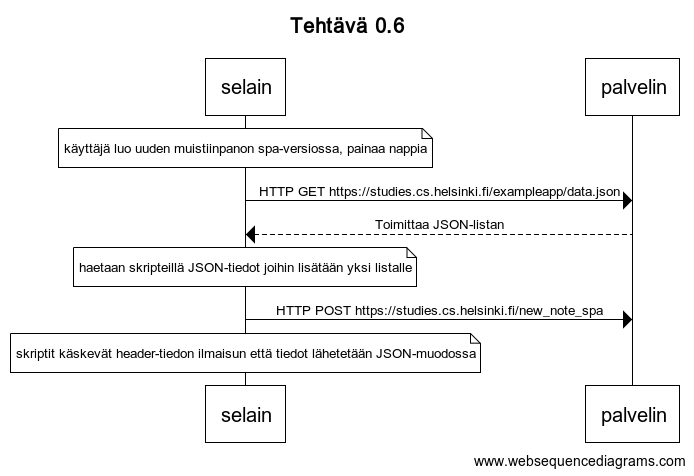 Tehtävä 0.6
selain
palvelin
käyttäjä luo uuden muistiinpanon spa-versiossa, painaa nappia
HTTP GET https://studies.cs.helsinki.fi/exampleapp/data.json
Toimittaa JSON-listan
haetaan skripteillä JSON-tiedot joihin lisätään yksi listalle
HTTP POST https://studies.cs.helsinki.fi/new_note_spa
skriptit käskevät header-tiedon ilmaisun että tiedot lähetetään JSON-muodossa
selain
palvelin
www.websequencediagrams.com